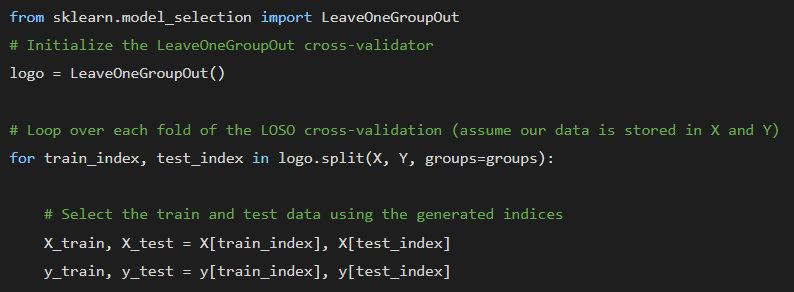 from sklearn.model_selection import LeaveOneGroupOut
# Initialize the LeaveOneGroupOut cross-validator
logo = LeaveOneGroupOut()
# Loop over each fold of the LOSO cross-validation (assume our data is stored in X and Y)
for train_index, test_index in logo.split(X, Y, groups=groups):
# Select the train and test data using the generated indices
X_train, X_test = X[train_index], X[test_index]
y_train, y_test = y[train_index], y[test_index]